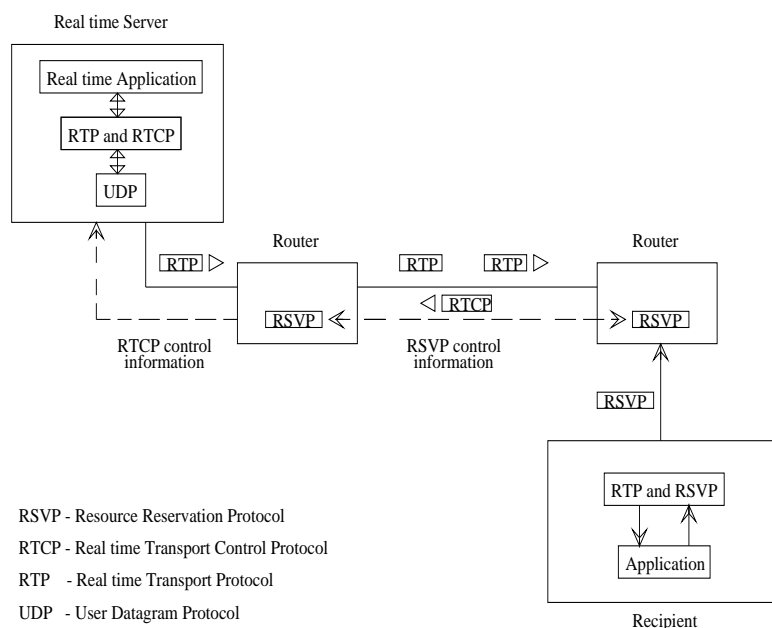 Real time Server
Real time Application
RTP and RTCP
UDP
Router
Router
RTP
RTP
RTP
RTCP
RSVP
RSVP
RTCP control
information
RSVP control
information
RSVP
RTP and RSVP
Application
Recipient
RSVP - Resource Reservation Protocol
RTCP - Real time Transport Control Protocol
RTP - Real time Transport Protocol
UDP - User Datagram Protocol